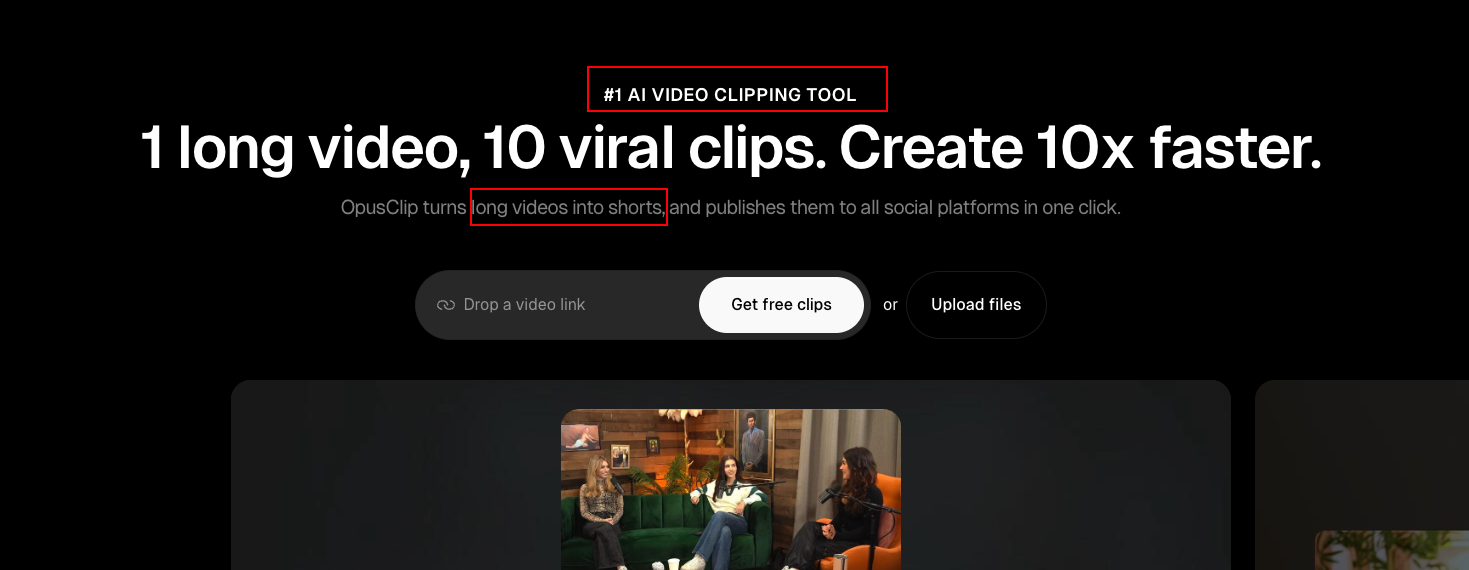 #1 AI VIDEO CLIPPING TOOL
1 long video, 10 viral clips. Create 10x faster.
OpusClip turns long videos into shorts, and publishes them to all social platforms in one click.
Drop a video link
Get free clips
or
Upload files